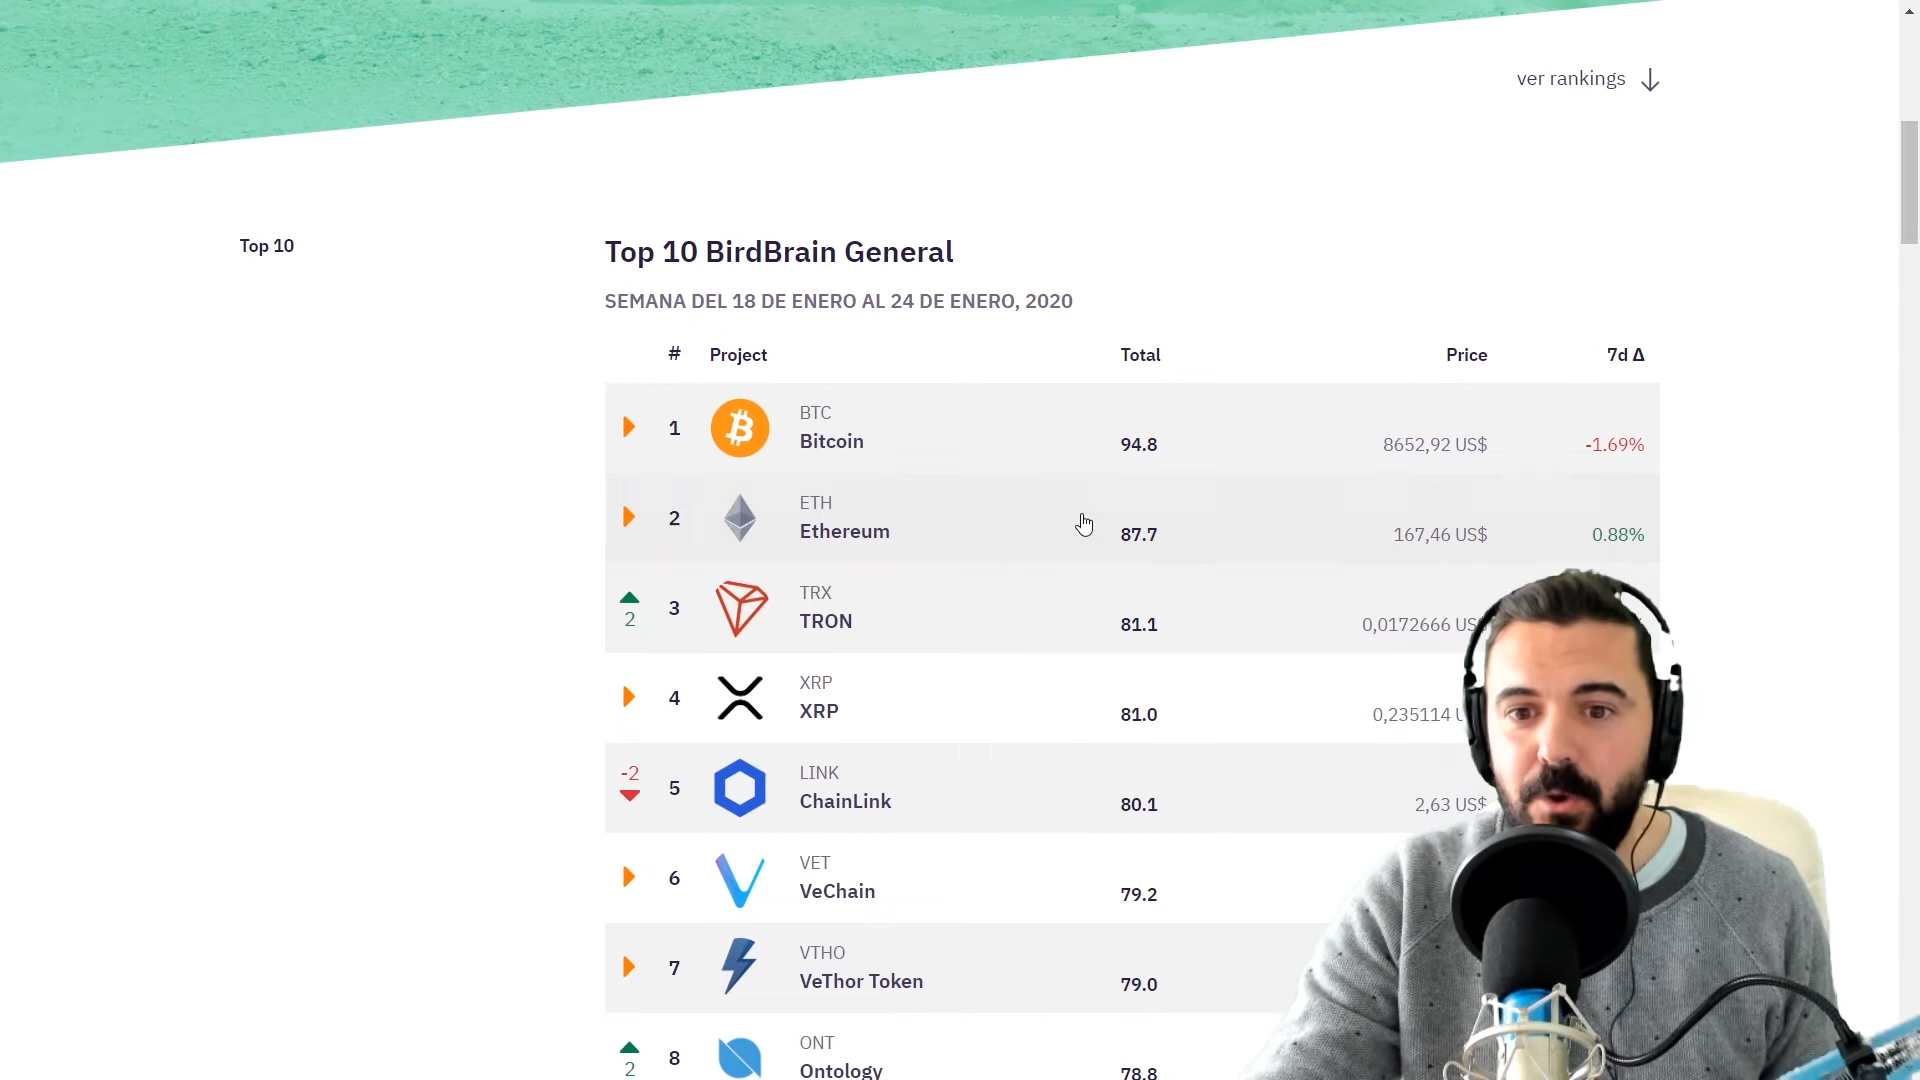 ver rankings
Top 10
Top 10 BirdBrain General
SEMANA DEL 18 DE ENERO AL 24 DE ENERO, 2020
# Project Total Price 7d Δ
1 BTC
Bitcoin 94.8 8652,92 US$ -1.69%
2 ETH
Ethereum 87.7 167,46 US$ 0.88%
2 3 TRX
TRON 81.1 0,0172666 US$
4 XRP
XRP 81.0 0,235114
-2 5 LINK
ChainLink 80.1 2,63 US$
6 VET
VeChain 79.2
7 VTHO
VeThor Token 79.0
2 8 ONT
Ontology 78.8